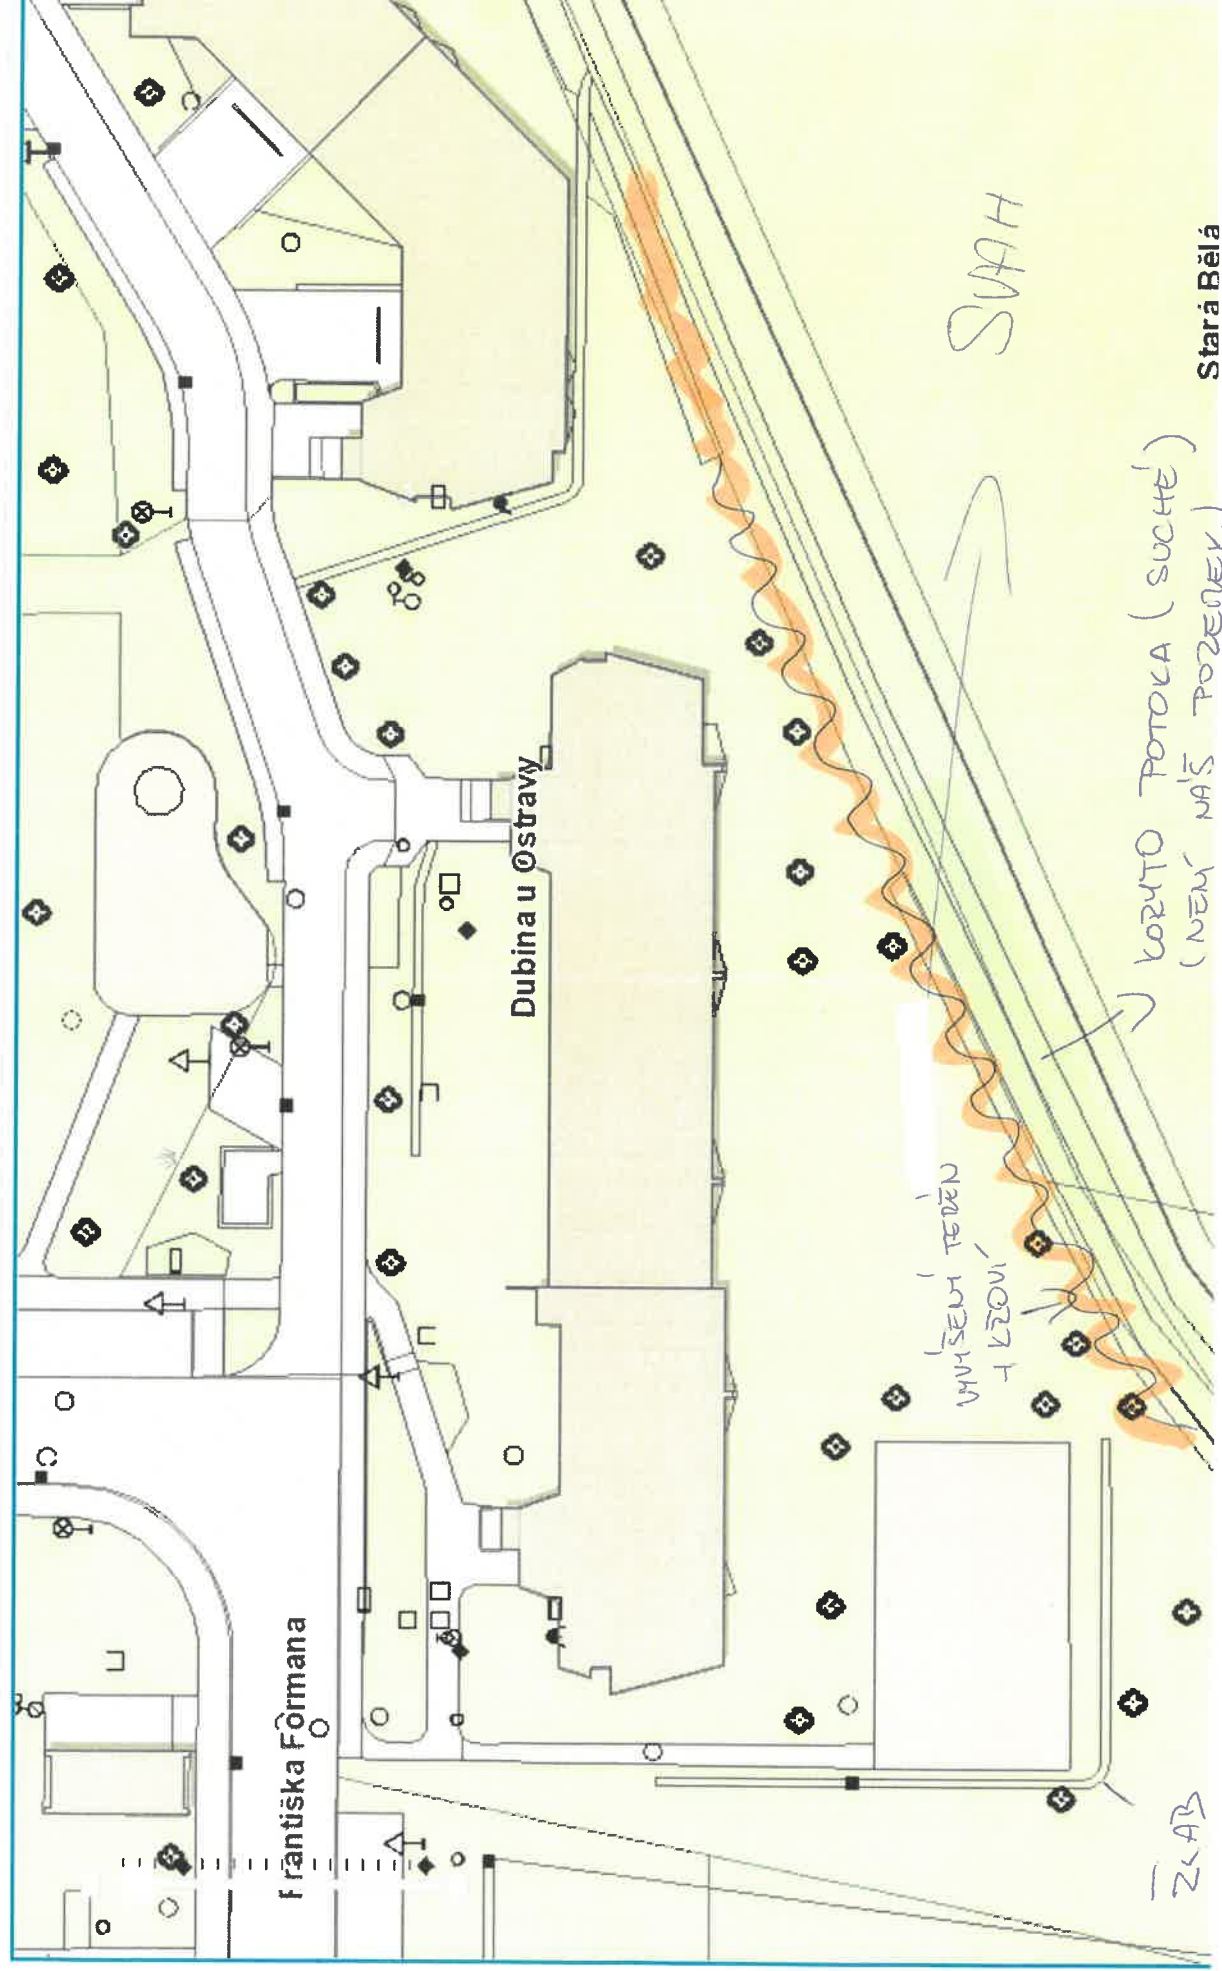 Františka Formana
Dubina u Ostravy
Stará Bělá
SVAH
KORYTO POTOKA (SUCHÉ)
(NENÍ NÁŠ POZEMEK)
VYVÝŠENÝ TERÉN
+ KŘOVÍ
ŽLAB